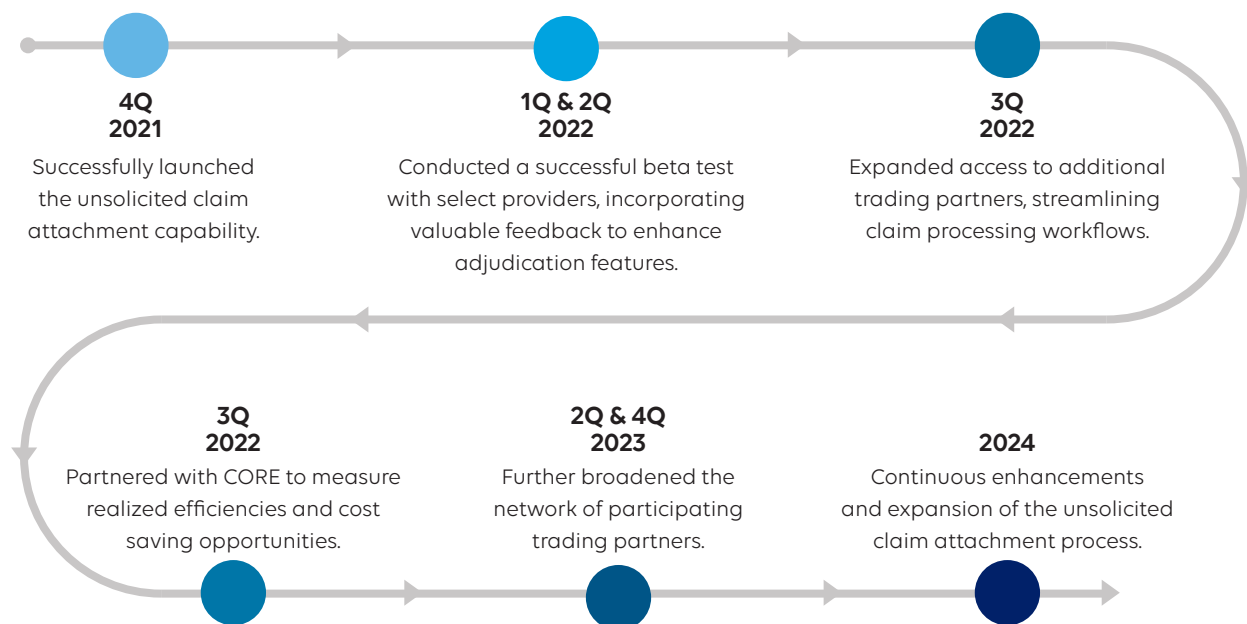 4Q
2021
Successfully launched
the unsolicited claim
attachment capability.
1Q & 2Q
2022
Conducted a successful beta test
with select providers, incorporating
valuable feedback to enhance
adjudication features.
3Q
2022
Expanded access to additional
trading partners, streamlining
claim processing workflows.
3Q
2022
Partnered with CORE to measure
realized efficiencies and cost
saving opportunities.
2Q & 4Q
2023
Further broadened the
network of participating
trading partners.
2024
Continuous enhancements
and expansion of the unsolicited
claim attachment process.